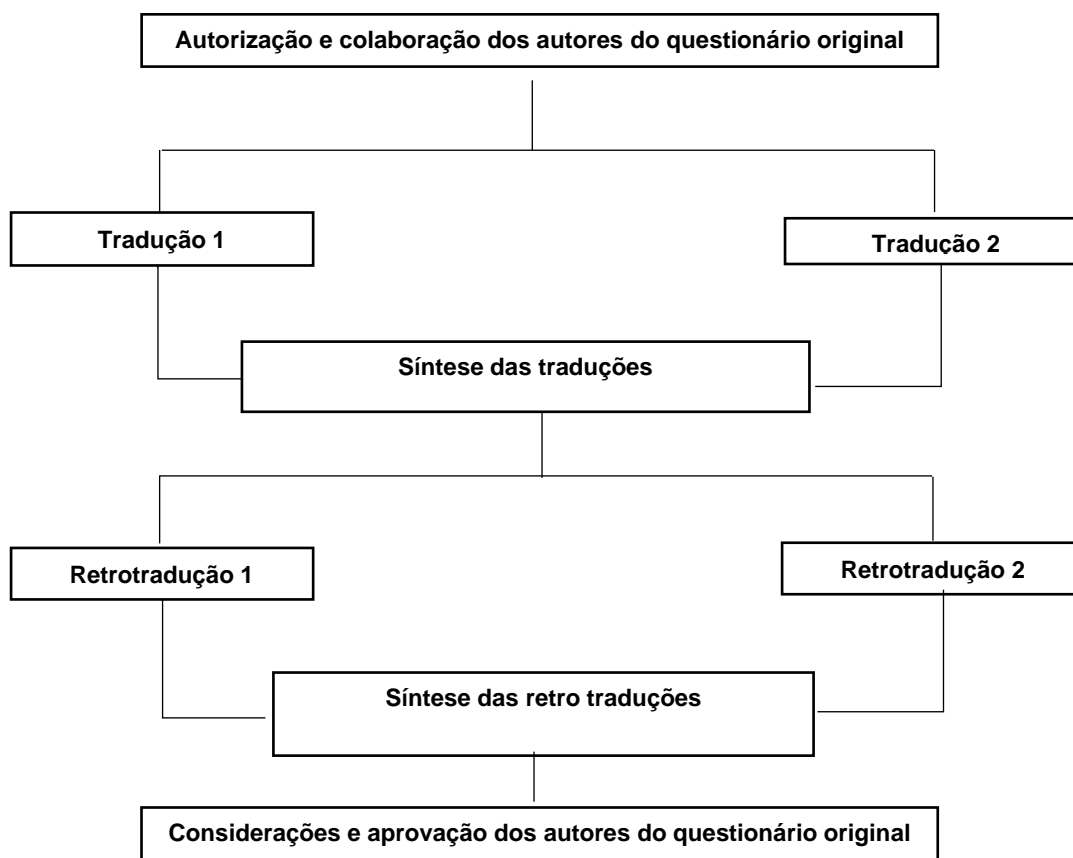 Autorização e colaboração dos autores do questionário original
Tradução 1
Tradução 2
Síntese das traduções
Retrotradução 1
Retrotradução 2
Síntese das retro traduções
Considerações e aprovação dos autores do questionário original